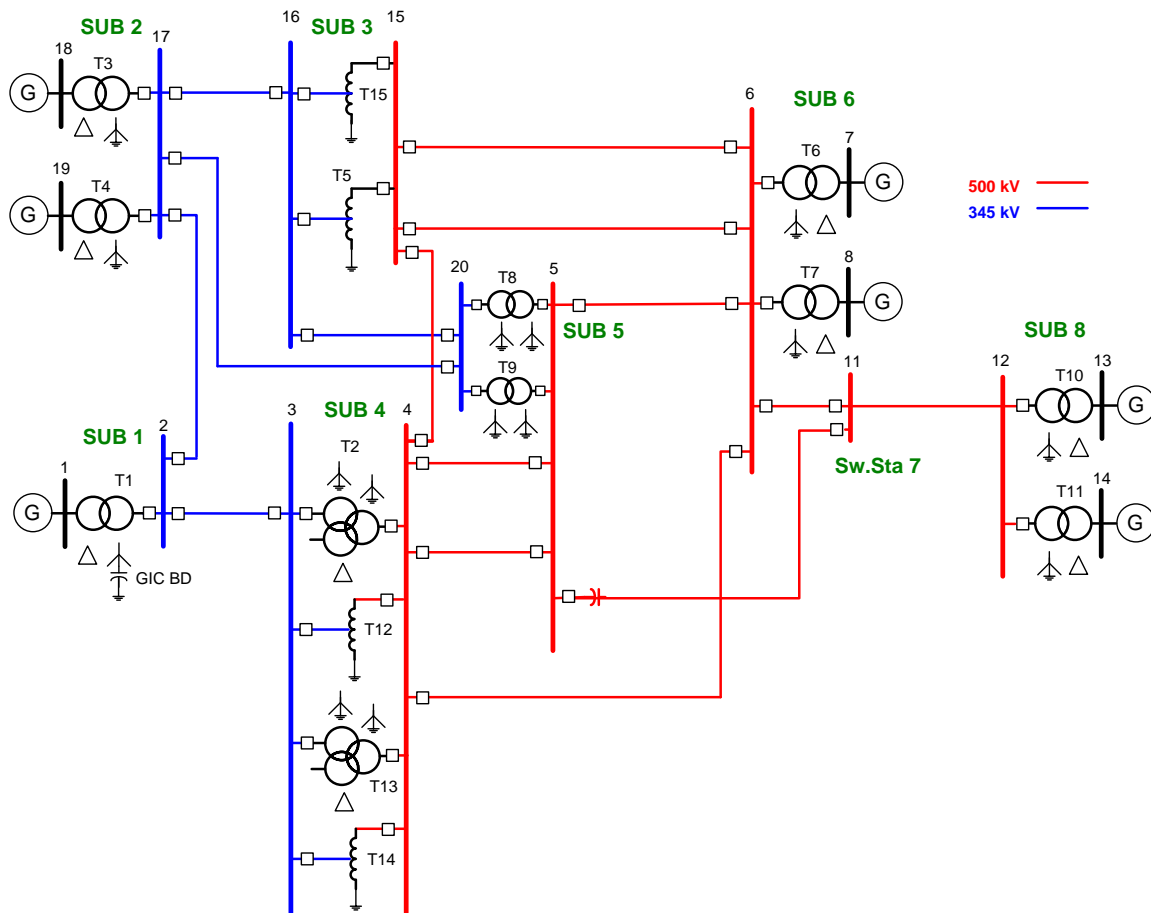 16
SUB 3
15
SUB 2
17
18
G
T3
T15
6
SUB 6
7
T6
G
500 kV
345 kV
19
G
T4
T5
20
T8
5
SUB 5
T9
8
T7
G
SUB 8
11
12
13
T10
G
Sw.Sta 7
14
T11
G
SUB 1
2
1
G
T1
GIC BD
3
SUB 4
4
T2
T12
T13
T14